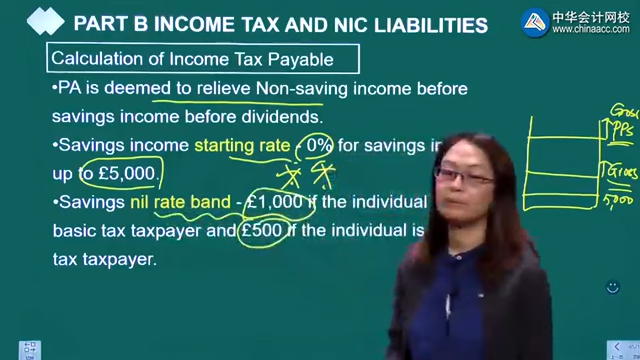 PART B INCOME TAX AND NIC LIABILITIES
中华会计网校
www.chinaacc.com
Calculation of Income Tax Payable
•PA is deemed to relieve Non-saving income before
savings income before dividends.
•Savings income starting rate - 0% for savings in
up to £5,000.
•Savings nil rate band - £1,000 if the individual
basic tax taxpayer and £500 if the individual is
tax taxpayer.
PPS
Gross
5,000